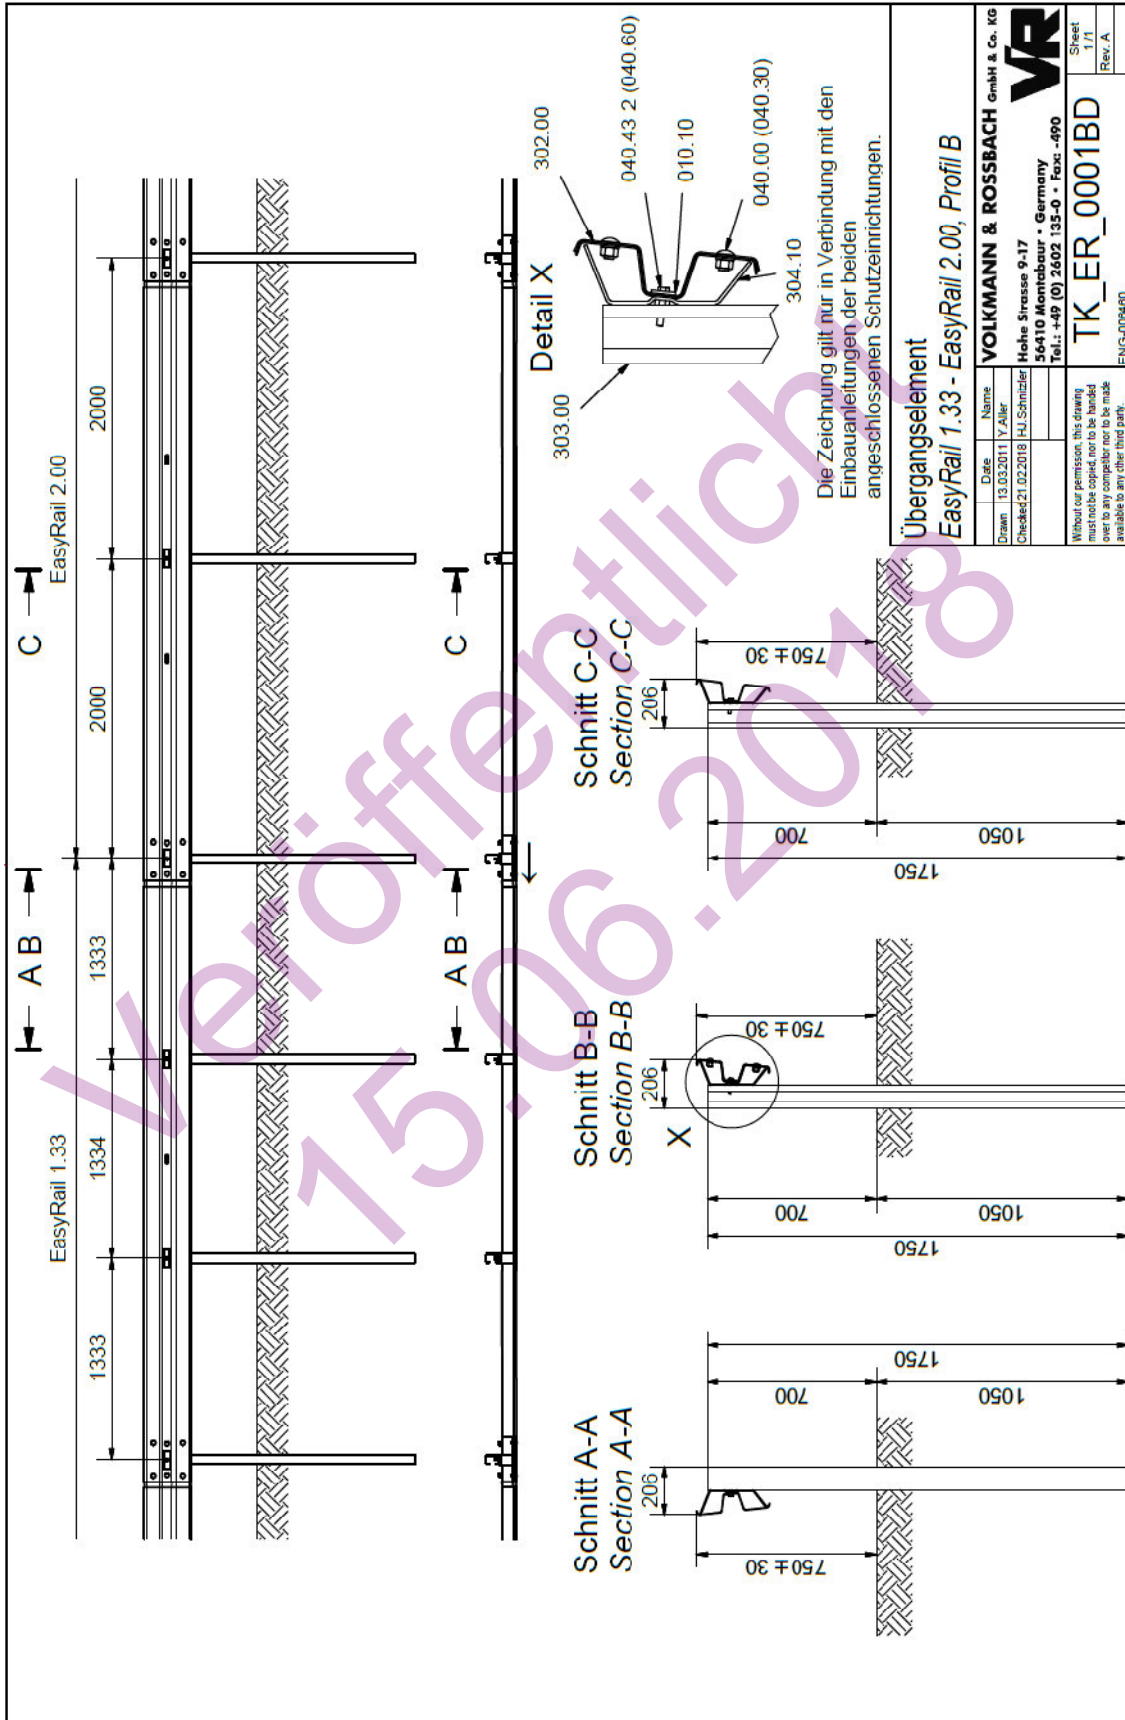 EasyRail 1.33
EasyRail 2.00
1333
1334
1333
2000
2000
A B
C
A B
C
Detail X
303.00
302.00
040.43 2 (040.60)
010.10
040.00 (040.30)
304.10
Die Zeichnung gilt nur in Verbindung mit den
Einbauanleitungen der beiden
angeschlossenen Schutzeinrichtungen.
Schnitt A-A
Section A-A
206
750 ± 30
700
1050
1750
Schnitt B-B
Section B-B
206
X
750 ± 30
700
1050
1750
Schnitt C-C
Section C-C
206
750 ± 30
700
1050
1750
Übergangselement
EasyRail 1.33 - EasyRail 2.00, Profil B
Date Name
Drawn 13.03.2011 Y.Aller
Checked 21.02.2018 H.J.Schnitzler
VOLKMANN & ROSSBACH GmbH & Co. KG
Hohe Strasse 9-17
56410 Montabaur • Germany
Tel.: +49 (0) 2602 135-0 • Fax: -490
VR
Without our permission, this drawing
must not be copied, nor to be handed
over to any competitor nor to be made
available to any other third party.
TK_ER_0001BD
Sheet
1/1
Rev. A
Veröffentlicht
15.06.2018